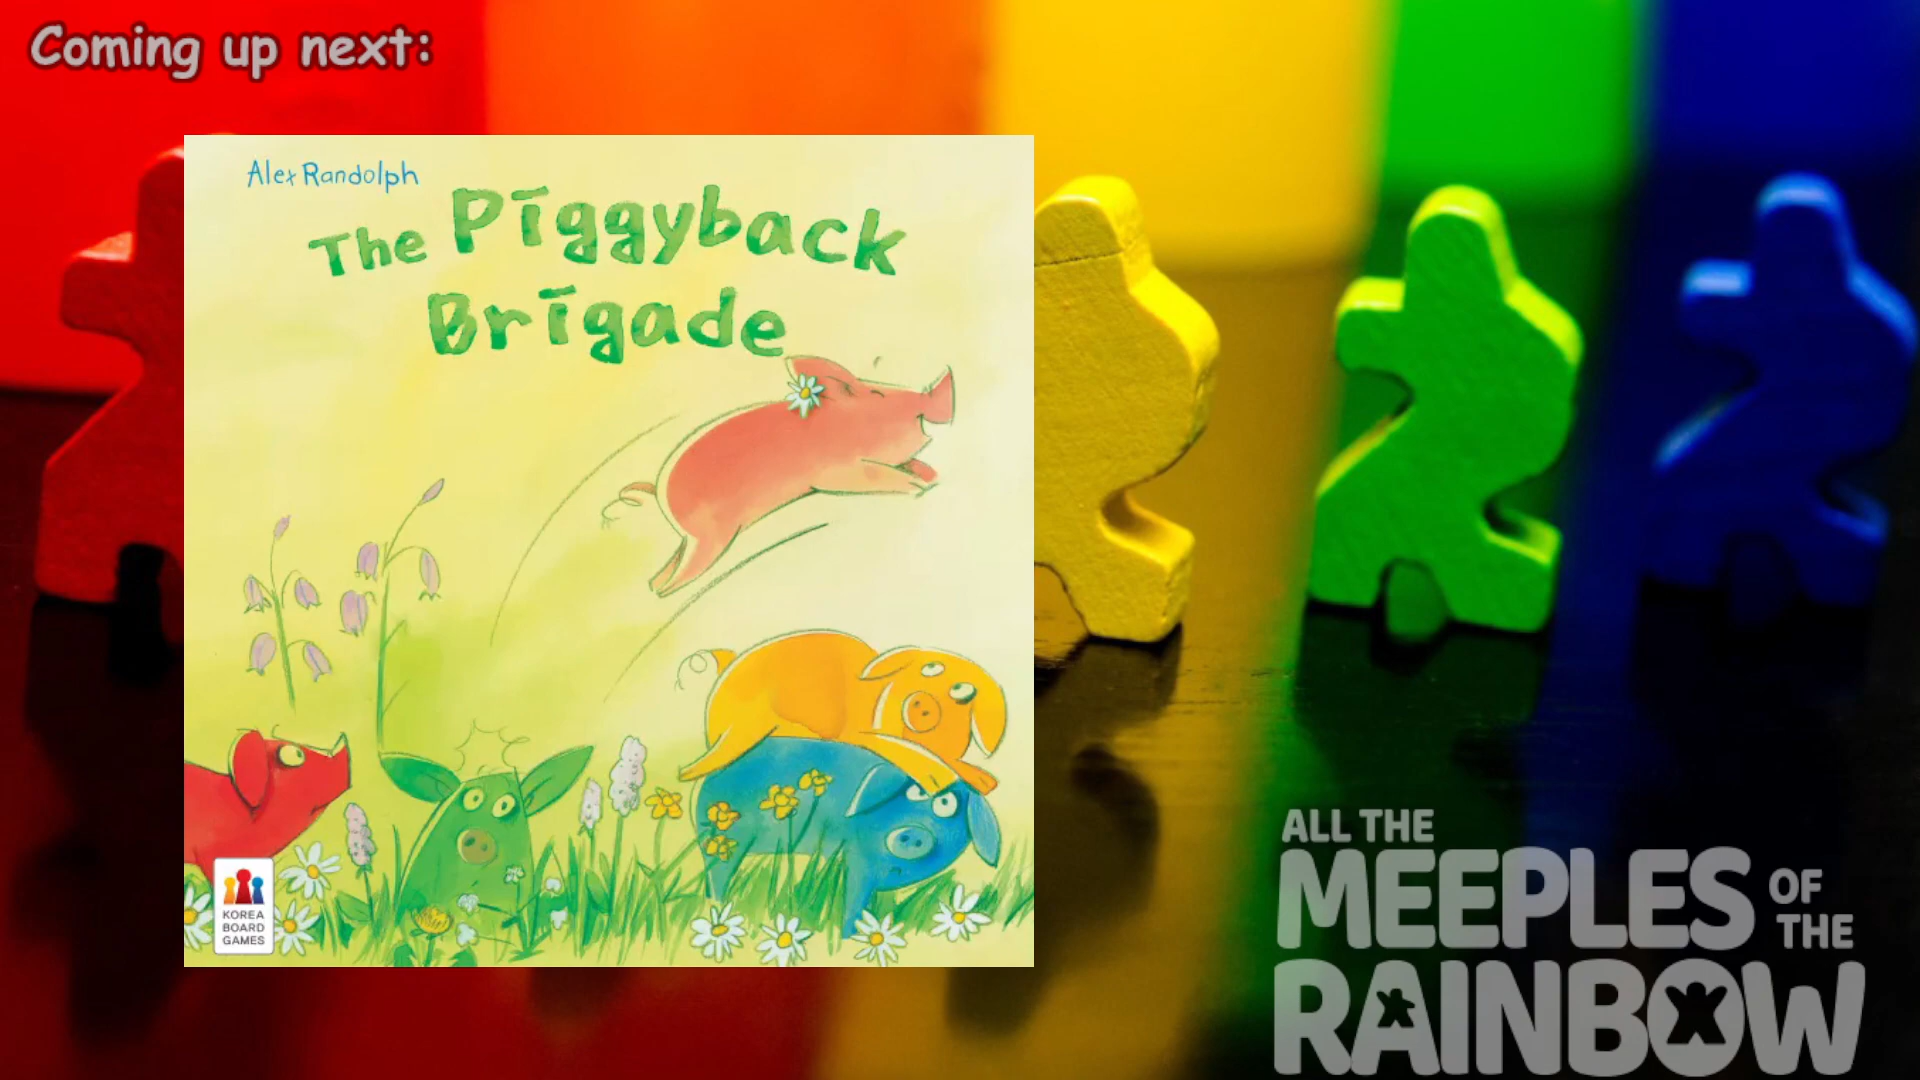 Coming up next:
Alex Randolph
The Piggyback
Brigade
KOREA
BOARD
GAMES
ALL THE
MEEPLES OF
THE
RAINBOW